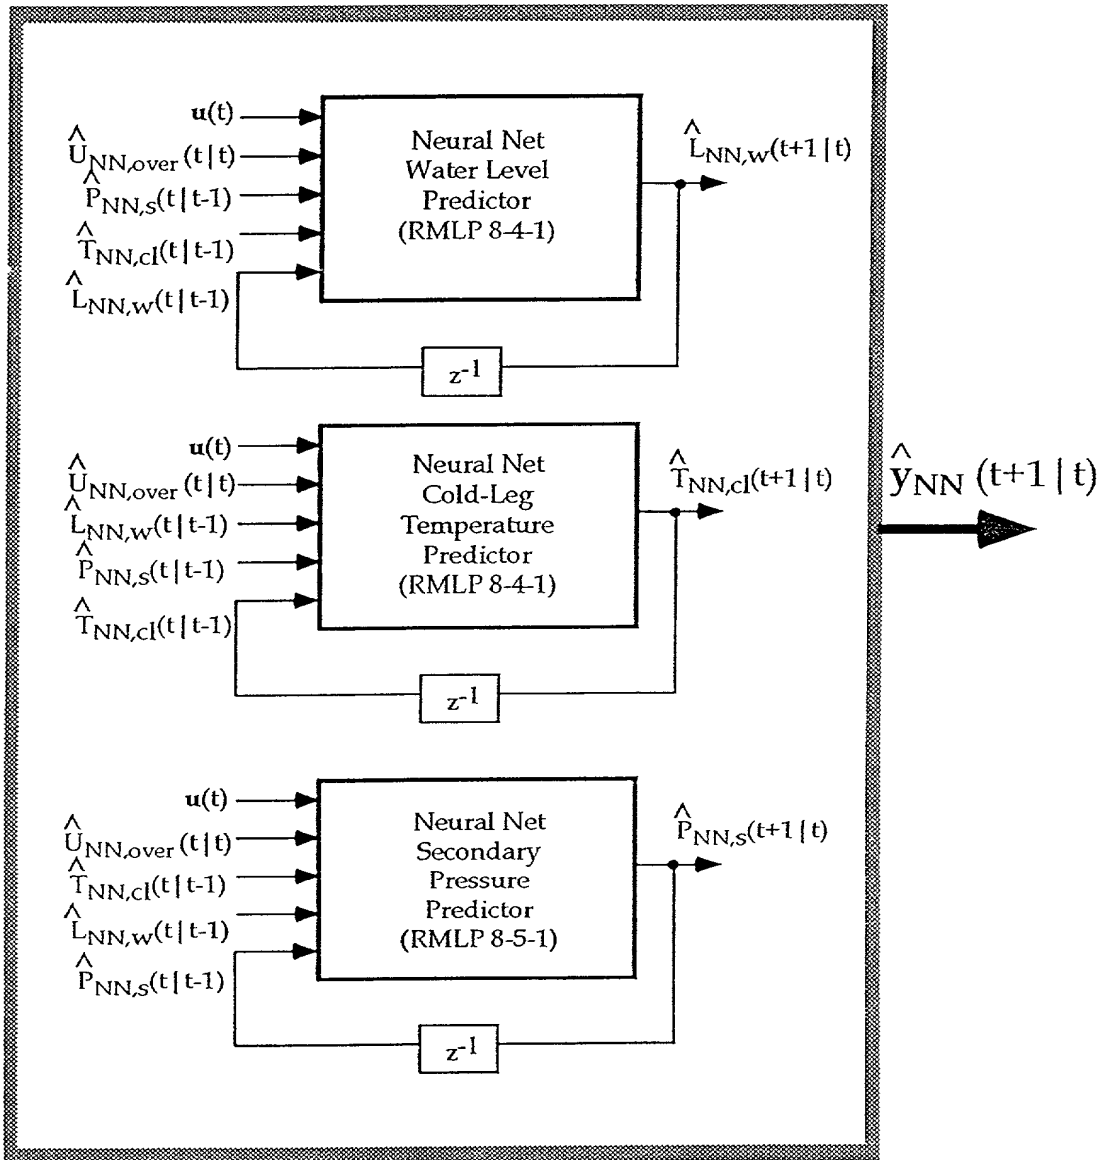 u(t)
Û_NN,over (t|t)
P̂_NN,s(t|t-1)
T̂_NN,cl(t|t-1)
L̂_NN,w(t|t-1)
Neural Net
Water Level
Predictor
(RMLP 8-4-1)
L̂_NN,w(t+1|t)
z⁻¹
u(t)
Û_NN,over (t|t)
L̂_NN,w(t|t-1)
P̂_NN,s(t|t-1)
T̂_NN,cl(t|t-1)
Neural Net
Cold-Leg
Temperature
Predictor
(RMLP 8-4-1)
T̂_NN,cl(t+1|t)
z⁻¹
ŷ_NN (t+1|t)
u(t)
Û_NN,over (t|t)
T̂_NN,cl(t|t-1)
L̂_NN,w(t|t-1)
P̂_NN,s(t|t-1)
Neural Net
Secondary
Pressure
Predictor
(RMLP 8-5-1)
P̂_NN,s(t+1|t)
z⁻¹